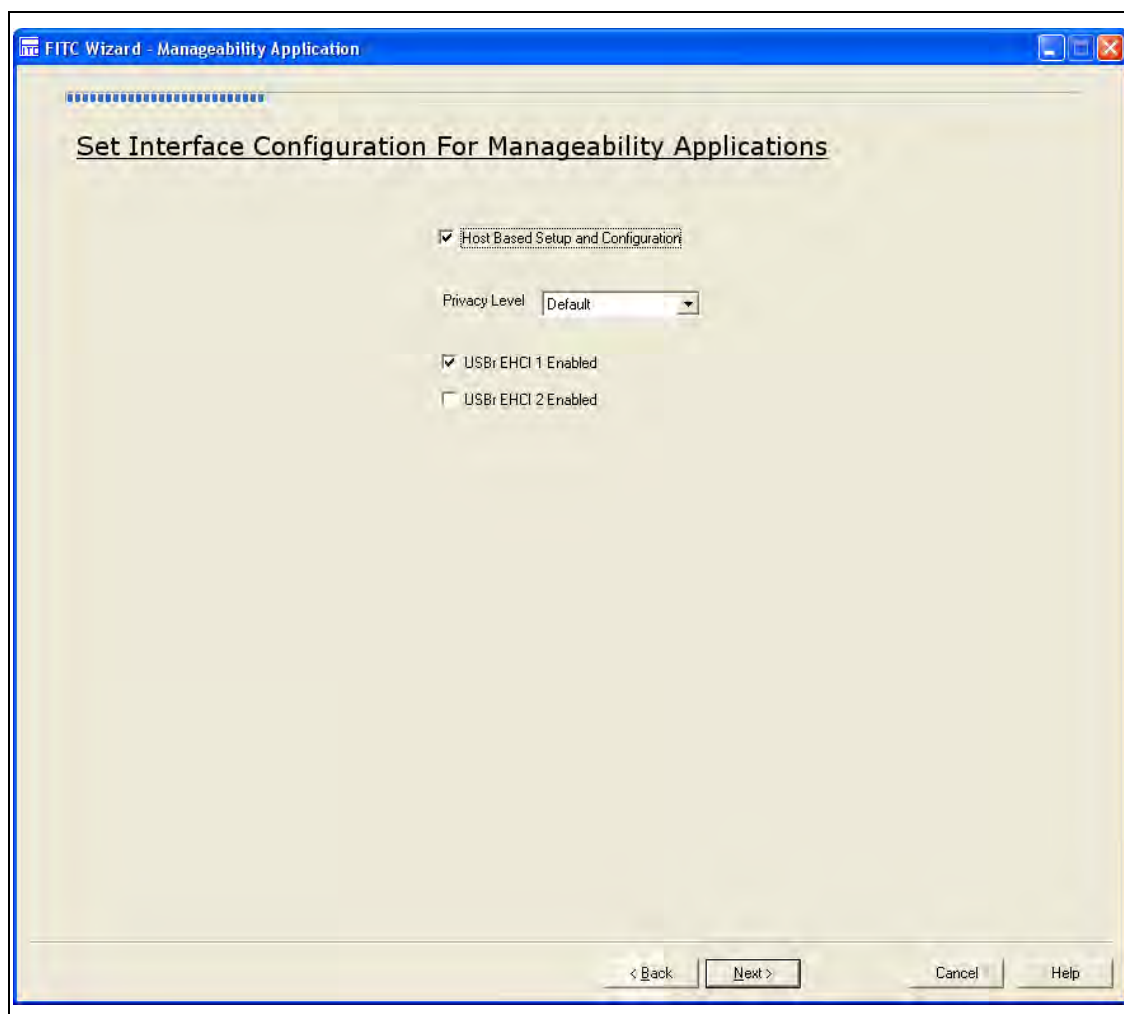 FITC Wizard - Manageability Application
Set Interface Configuration For Manageability Applications
Host Based Setup and Configuration
Privacy Level Default
USBr EHCI 1 Enabled
USBr EHCI 2 Enabled
< Back Next > Cancel Help